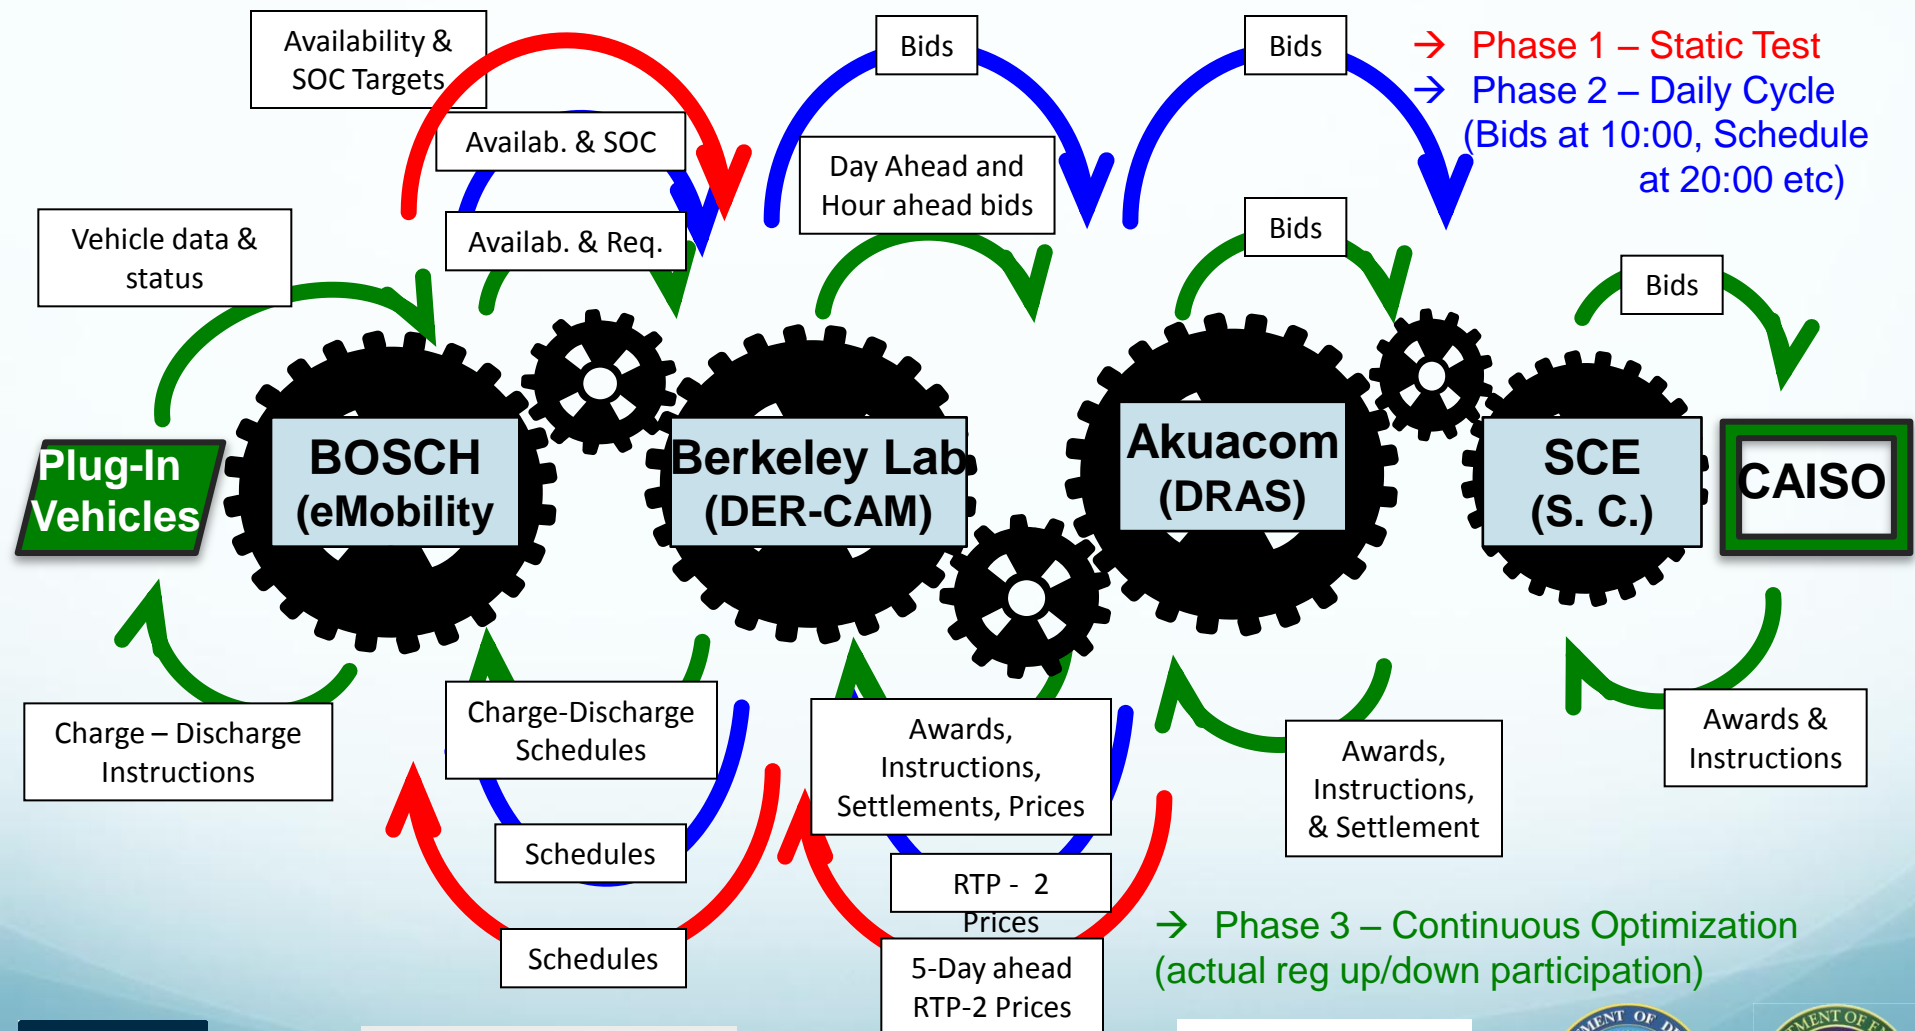 Availability &
SOC Targets
Bids
Bids
→ Phase 1 – Static Test
→ Phase 2 – Daily Cycle
(Bids at 10:00, Schedule
at 20:00 etc)
Availab. & SOC
Day Ahead and
Hour ahead bids
Availab. & Req.
Bids
Vehicle data &
status
Bids
Plug-In
Vehicles
BOSCH
(eMobility
Berkeley Lab
(DER-CAM)
Akuacom
(DRAS)
SCE
(S. C.)
CAISO
Charge – Discharge
Instructions
Charge-Discharge
Schedules
Awards,
Instructions,
Settlements, Prices
Awards,
Instructions,
& Settlement
Awards &
Instructions
Schedules
RTP - 2
Prices
Schedules
5-Day ahead
RTP-2 Prices
→ Phase 3 – Continuous Optimization
(actual reg up/down participation)